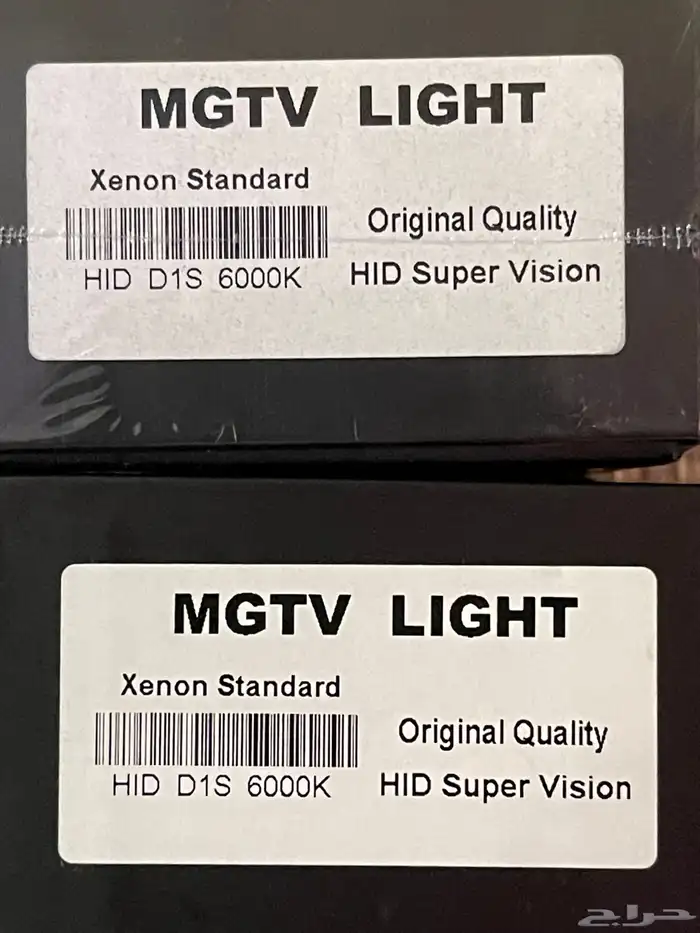 MGTV LIGHT
Xenon Standard
Original Quality
HID D1S 6000K
HID Super Vision
MGTV LIGHT
Xenon Standard
Original Quality
HID D1S 6000K
HID Super Vision
حراج